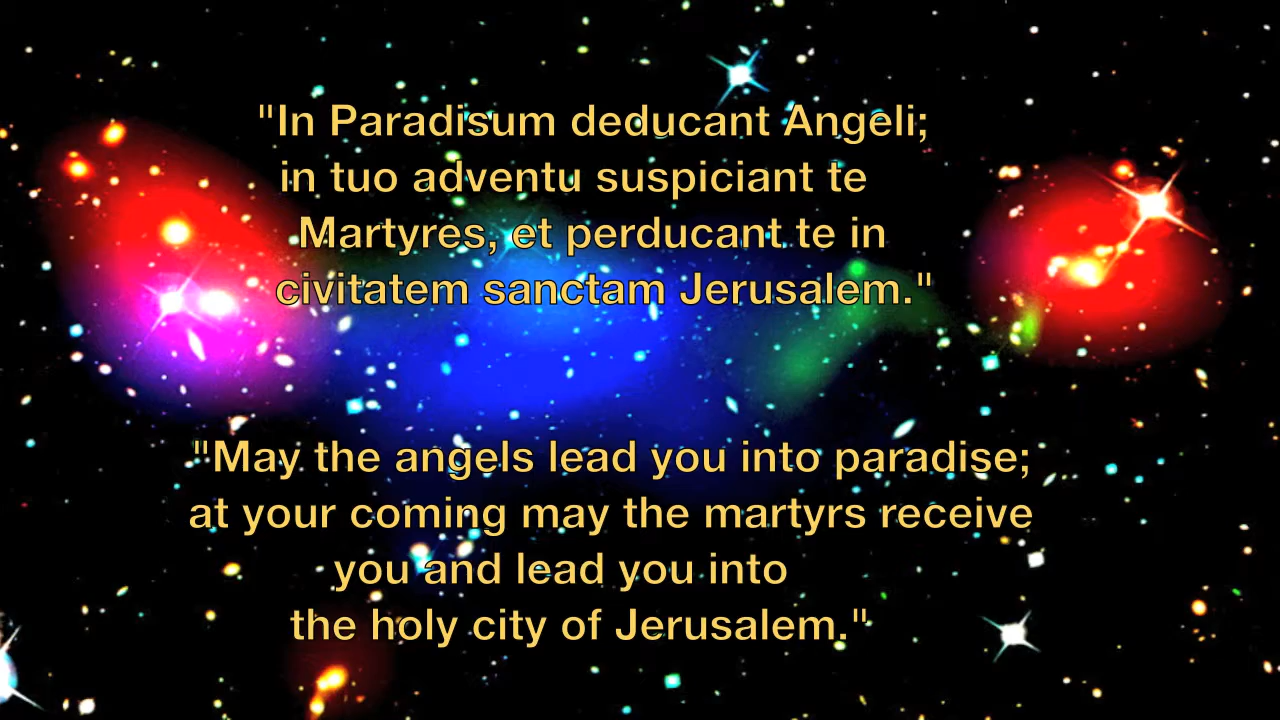 "In Paradisum deducant Angeli;
in tuo adventu suspiciant te
Martyres, et perducant te in
civitatem sanctam Jerusalem."
"May the angels lead you into paradise;
at your coming may the martyrs receive
you and lead you into
the holy city of Jerusalem."